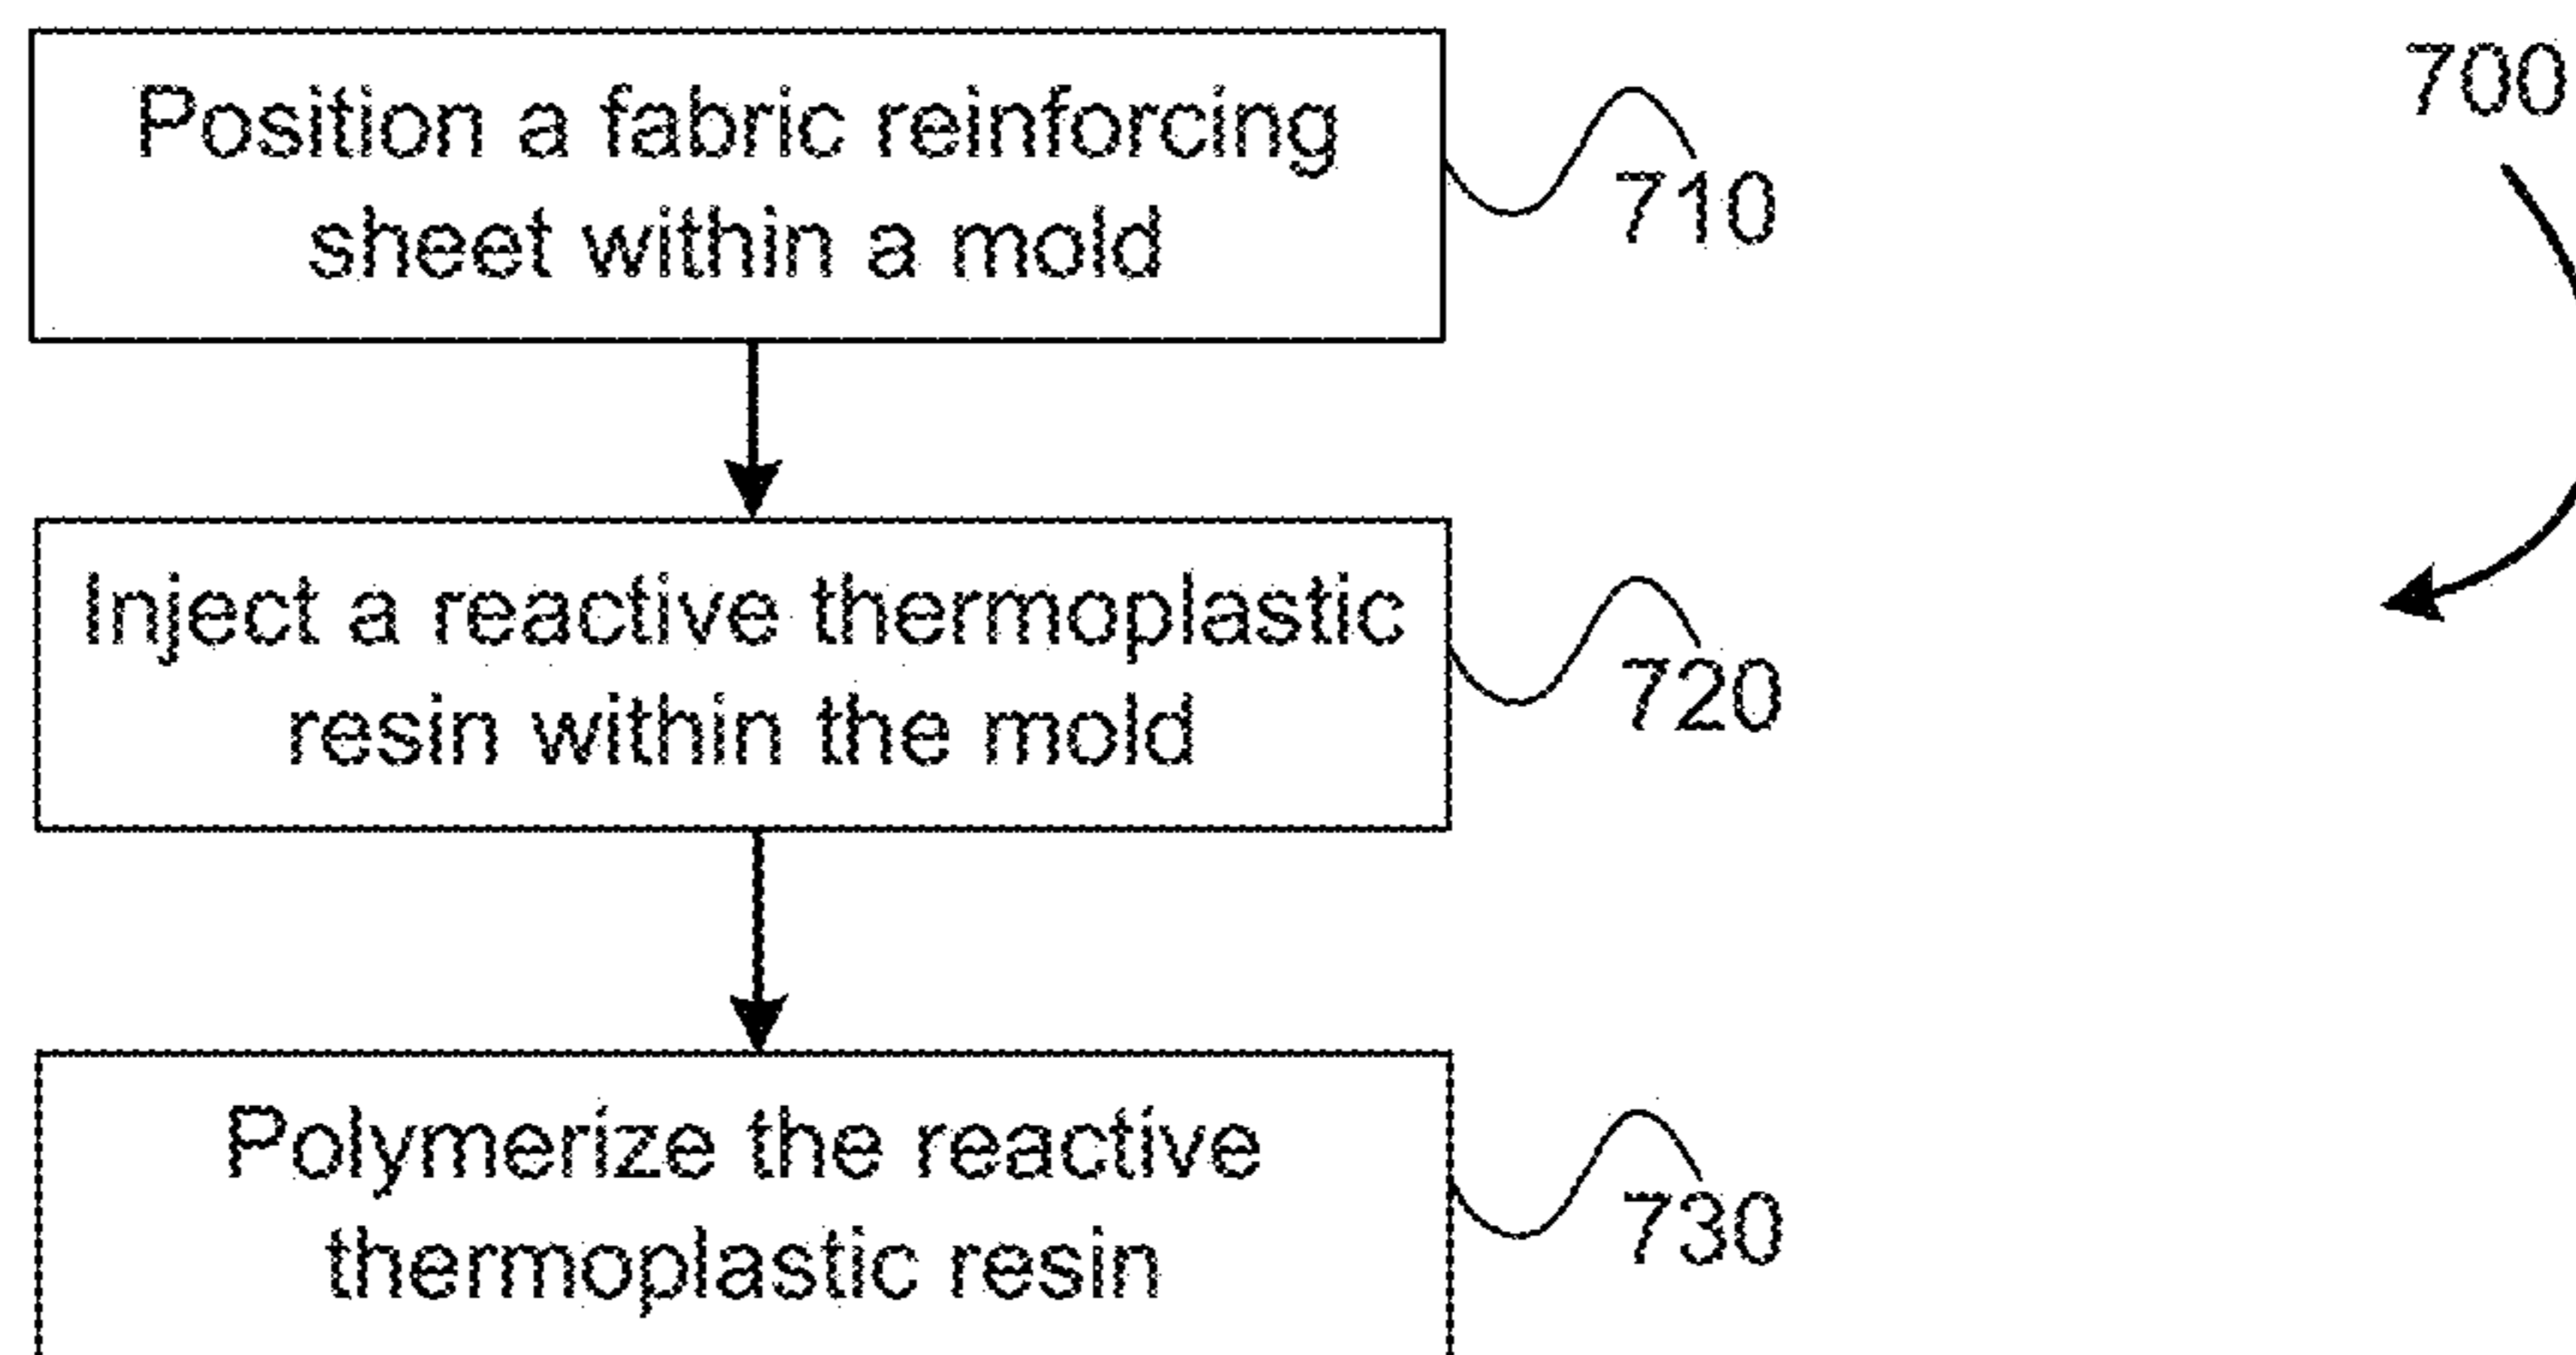 700
Position a fabric reinforcing
sheet within a mold
710
Inject a reactive thermoplastic
resin within the mold
720
Polymerize the reactive
thermoplastic resin
730